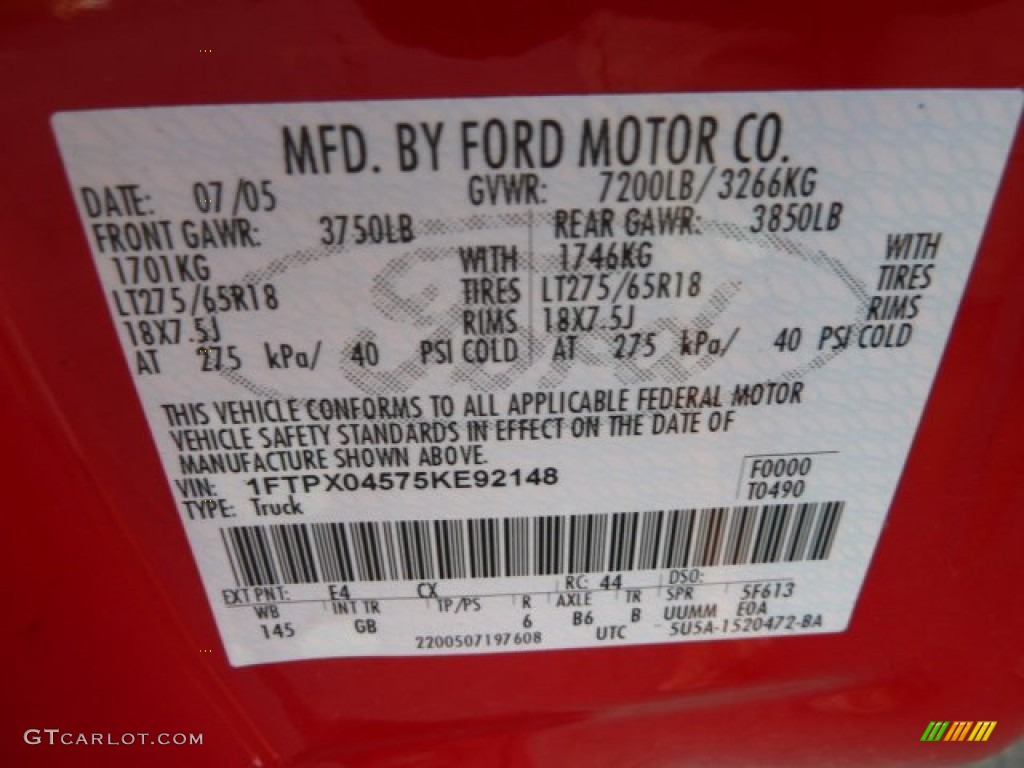 MFD. BY FORD MOTOR CO.
DATE: 07/05 GVWR: 7200LB/3266KG
FRONT GAWR: 3750LB REAR GAWR: 3850LB
1701KG WITH 1746KG WITH
LT275/65R18 TIRES LT275/65R18 TIRES
18X7.5J RIMS 18X7.5J RIMS
AT 275 kPa/ 40 PSI COLD AT 275 kPa/ 40 PSI COLD
Ford
THIS VEHICLE CONFORMS TO ALL APPLICABLE FEDERAL MOTOR
VEHICLE SAFETY STANDARDS IN EFFECT ON THE DATE OF
MANUFACTURE SHOWN ABOVE.
VIN: 1FTPX04575KE92148 F0000
TYPE: Truck T0490
EXT PNT: E4 CX RC: 44 DSO:
WB INT TR TP/PS R AXLE TR SPR 5F613
145 GB 6 B6 B UUMM E0A
2200507197608 UTC 5U5A-1520472-BA
GTCARLOT.COM